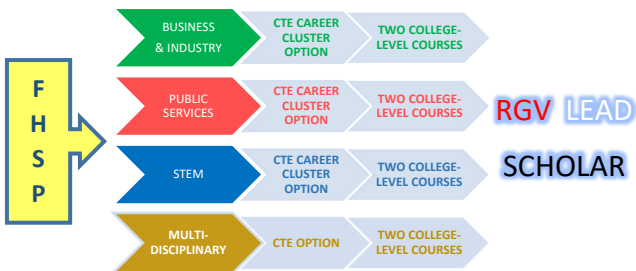 F
H
S
P
BUSINESS
& INDUSTRY
CTE CAREER
CLUSTER
OPTION
TWO COLLEGE-
LEVEL COURSES
PUBLIC
SERVICES
CTE CAREER
CLUSTER
OPTION
TWO COLLEGE-
LEVEL COURSES
STEM
CTE CAREER
CLUSTER
OPTION
TWO COLLEGE-
LEVEL COURSES
MULTI-
DISCIPLINARY
CTE OPTION
TWO COLLEGE-
LEVEL COURSES
RGV LEAD
SCHOLAR